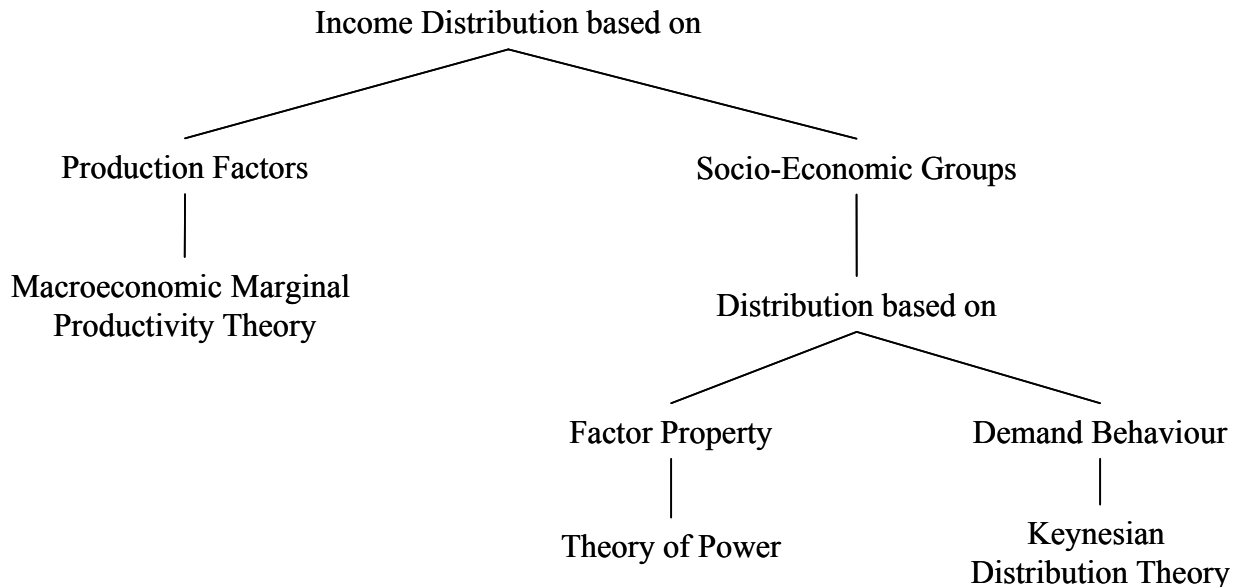 Income Distribution based on
Production Factors
Socio-Economic Groups
Macroeconomic Marginal
Productivity Theory
Distribution based on
Factor Property
Demand Behaviour
Theory of Power
Keynesian
Distribution Theory